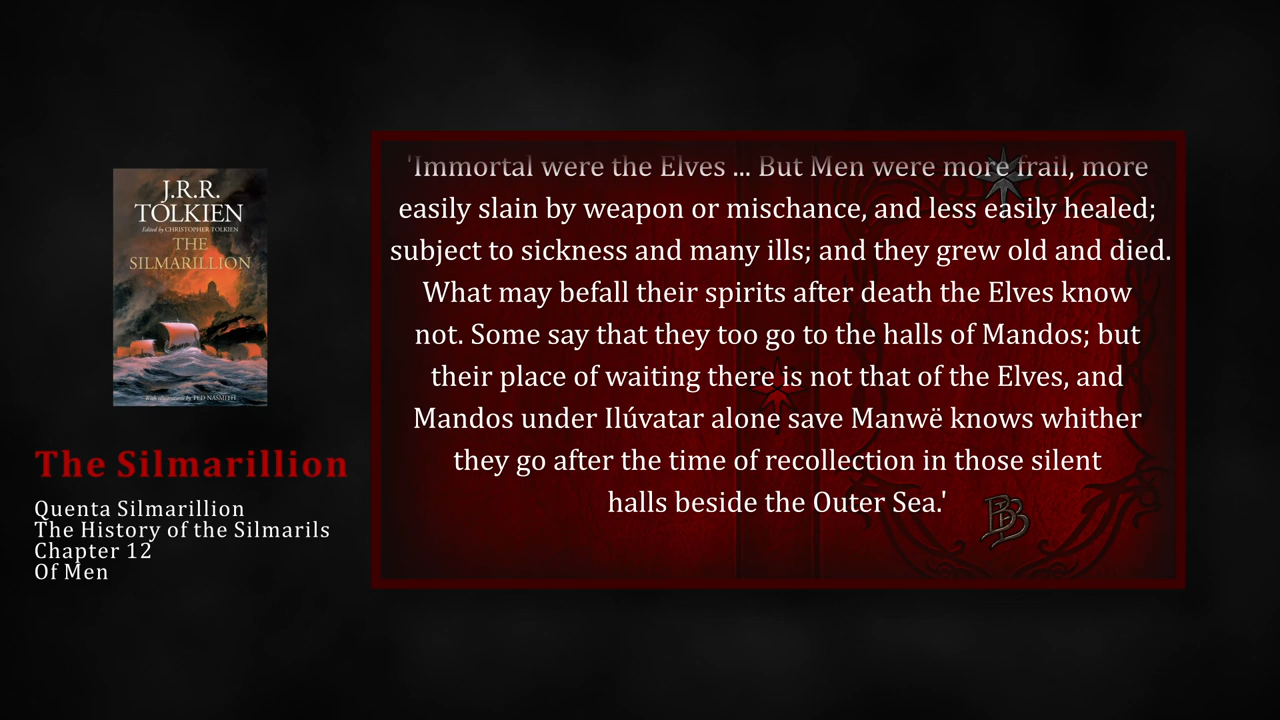 J.R.R.
TOLKIEN
Edited by CHRISTOPHER TOLKIEN
THE
SILMARILLION
With illustrations by TED NASMITH
The Silmarillion
Quenta Silmarillion
The History of the Silmarils
Chapter 12
Of Men
'Immortal were the Elves ... But Men were more frail, more
easily slain by weapon or mischance, and less easily healed;
subject to sickness and many ills; and they grew old and died.
What may befall their spirits after death the Elves know
not. Some say that they too go to the halls of Mandos; but
their place of waiting there is not that of the Elves, and
Mandos under Ilúvatar alone save Manwë knows whither
they go after the time of recollection in those silent
halls beside the Outer Sea.'